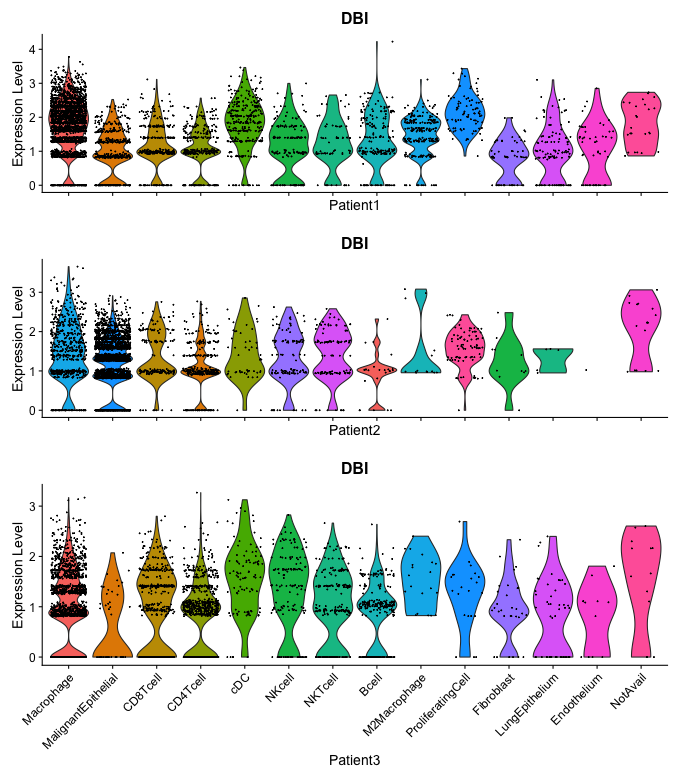 DBI
Expression Level
4
3
2
1
0
Patient1
DBI
Expression Level
3
2
1
0
Patient2
DBI
Expression Level
3
2
1
0
Macrophage
MalignantEpithelial
CD8Tcell
CD4Tcell
cDC
NKcell
NKTcell
Bcell
M2Macrophage
ProliferatingCell
Fibroblast
LungEpithelium
Endothelium
NotAvail
Patient3